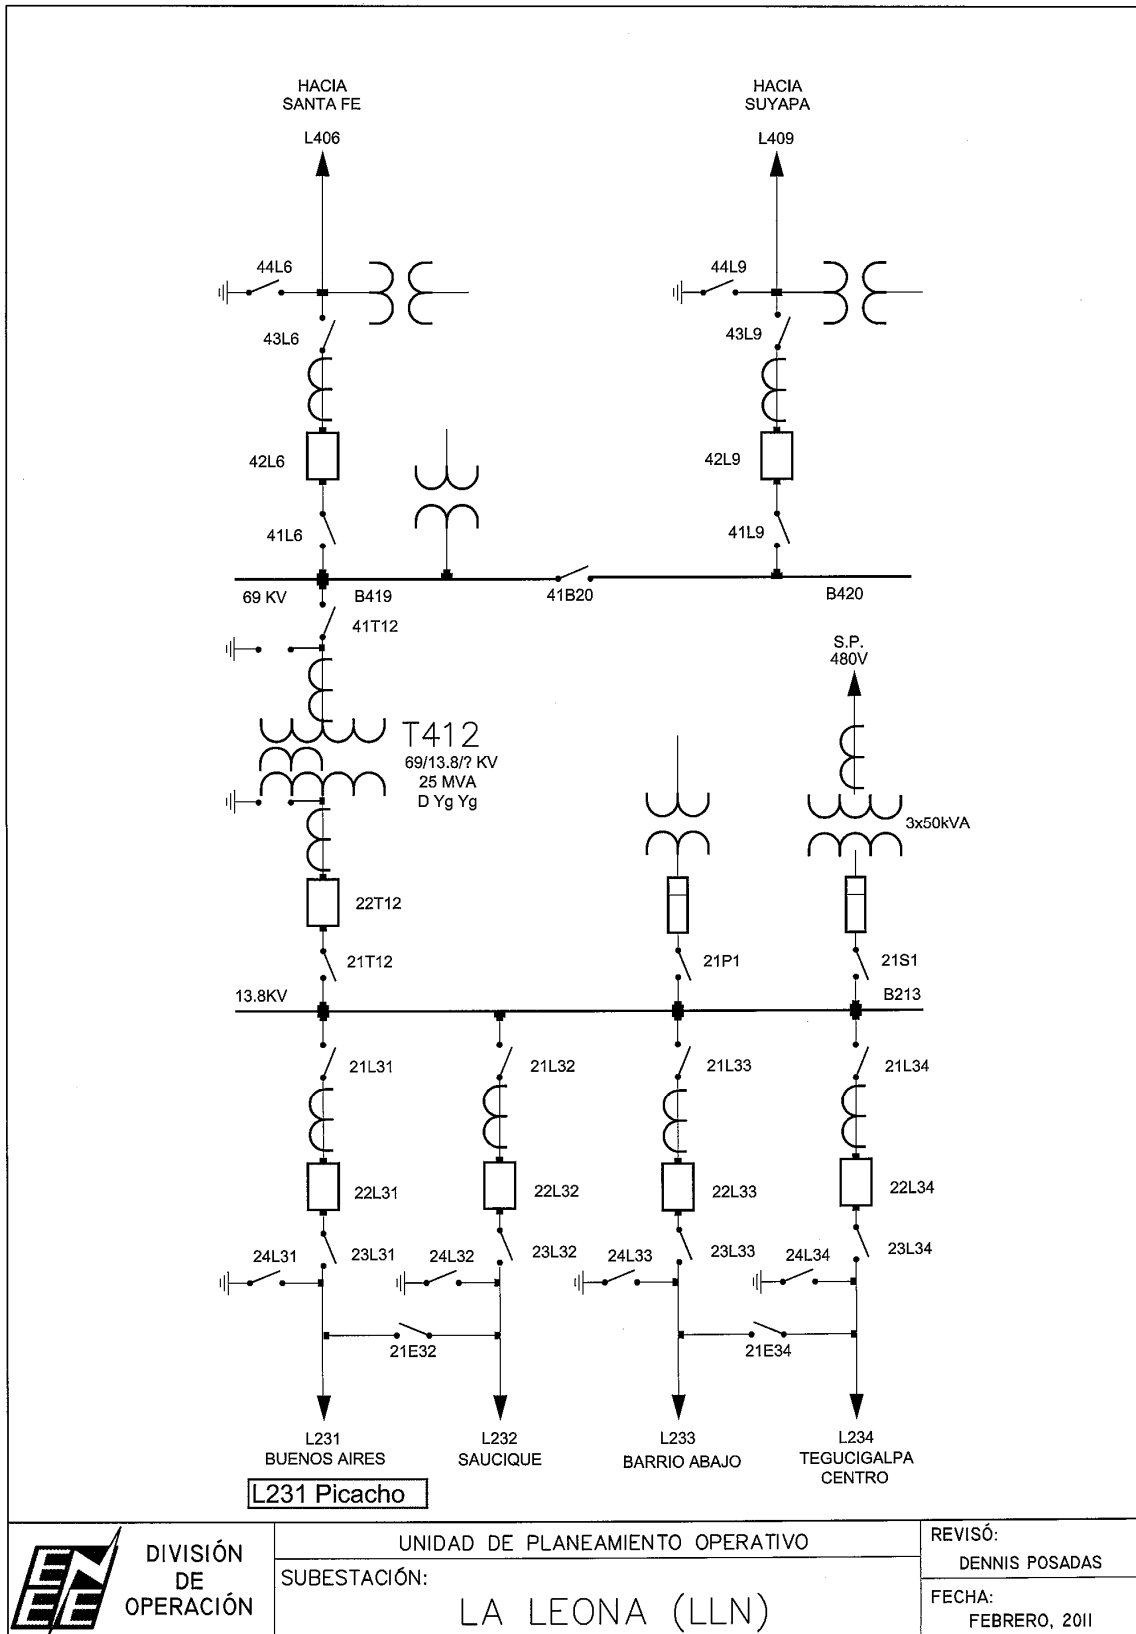 HACIA
SANTA FE
L406
HACIA
SUYAPA
L409
44L6
44L9
43L6
43L9
42L6
42L9
41L6
41L9
69 KV
B419
41B20
B420
41T12
S.P.
480V
T412
69/13.8/? KV
25 MVA
D Yg Yg
3x50kVA
22T12
21T12
21P1
21S1
13.8KV
B213
21L31
21L32
21L33
21L34
22L31
22L32
22L33
22L34
24L31
23L31
24L32
23L32
24L33
23L33
24L34
23L34
21E32
21E34
L231
BUENOS AIRES
L232
SAUCIQUE
L233
BARRIO ABAJO
L234
TEGUCIGALPA
CENTRO
L231 Picacho
ENEE
DIVISIÓN
DE
OPERACIÓN
UNIDAD DE PLANEAMIENTO OPERATIVO
SUBESTACIÓN:
LA LEONA (LLN)
REVISÓ:
DENNIS POSADAS
FECHA:
FEBRERO, 2011